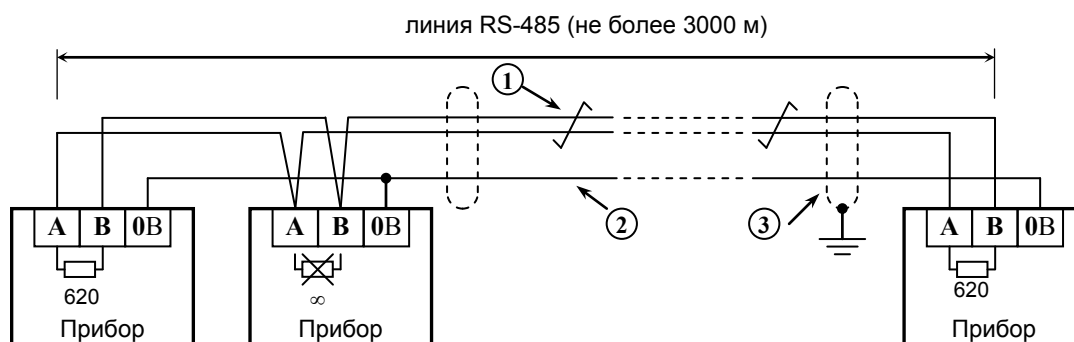 линия RS-485 (не более 3000 м)
1
2
3
A B 0B
A B 0B
A B 0B
620
∞
620
Прибор
Прибор
Прибор